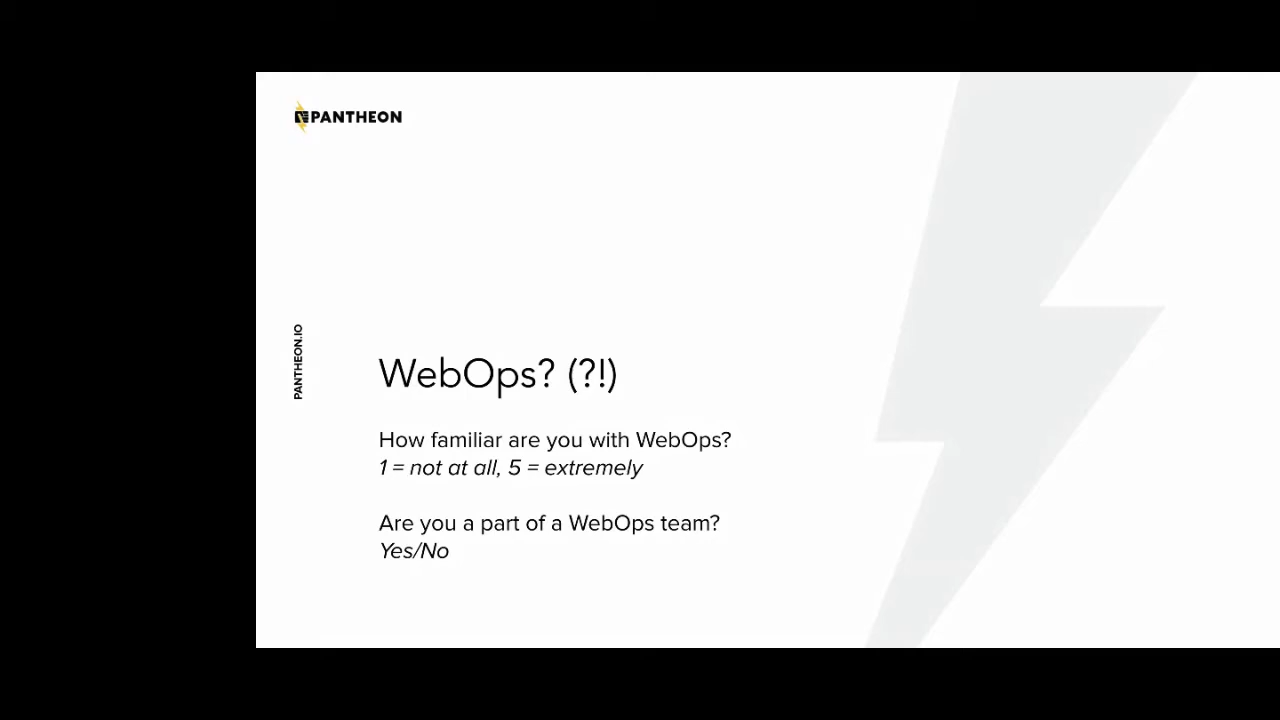 PANTHEON
PANTHEON.IO
WebOps? (?!)
How familiar are you with WebOps?
1 = not at all, 5 = extremely
Are you a part of a WebOps team?
Yes/No